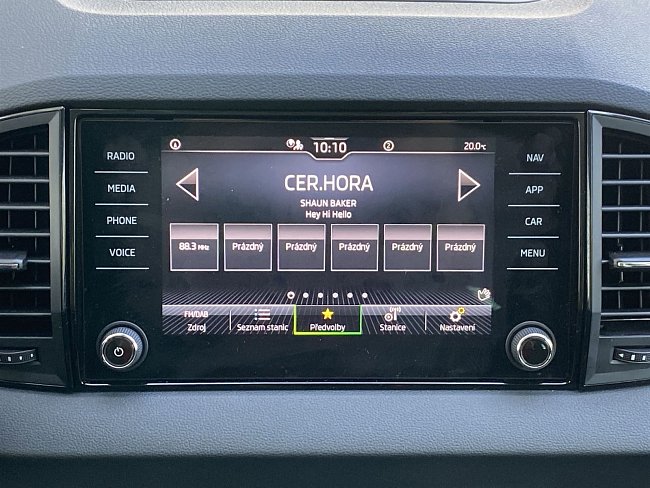 RADIO
MEDIA
PHONE
VOICE
10:10
2
20.0°C
CER.HORA
SHAUN BAKER
Hey Hi Hello
88.3 MHz Prázdný Prázdný Prázdný Prázdný Prázdný
FM/DAB
Zdroj Seznam stanic Předvolby Stanice Nastavení
NAV
APP
CAR
MENU